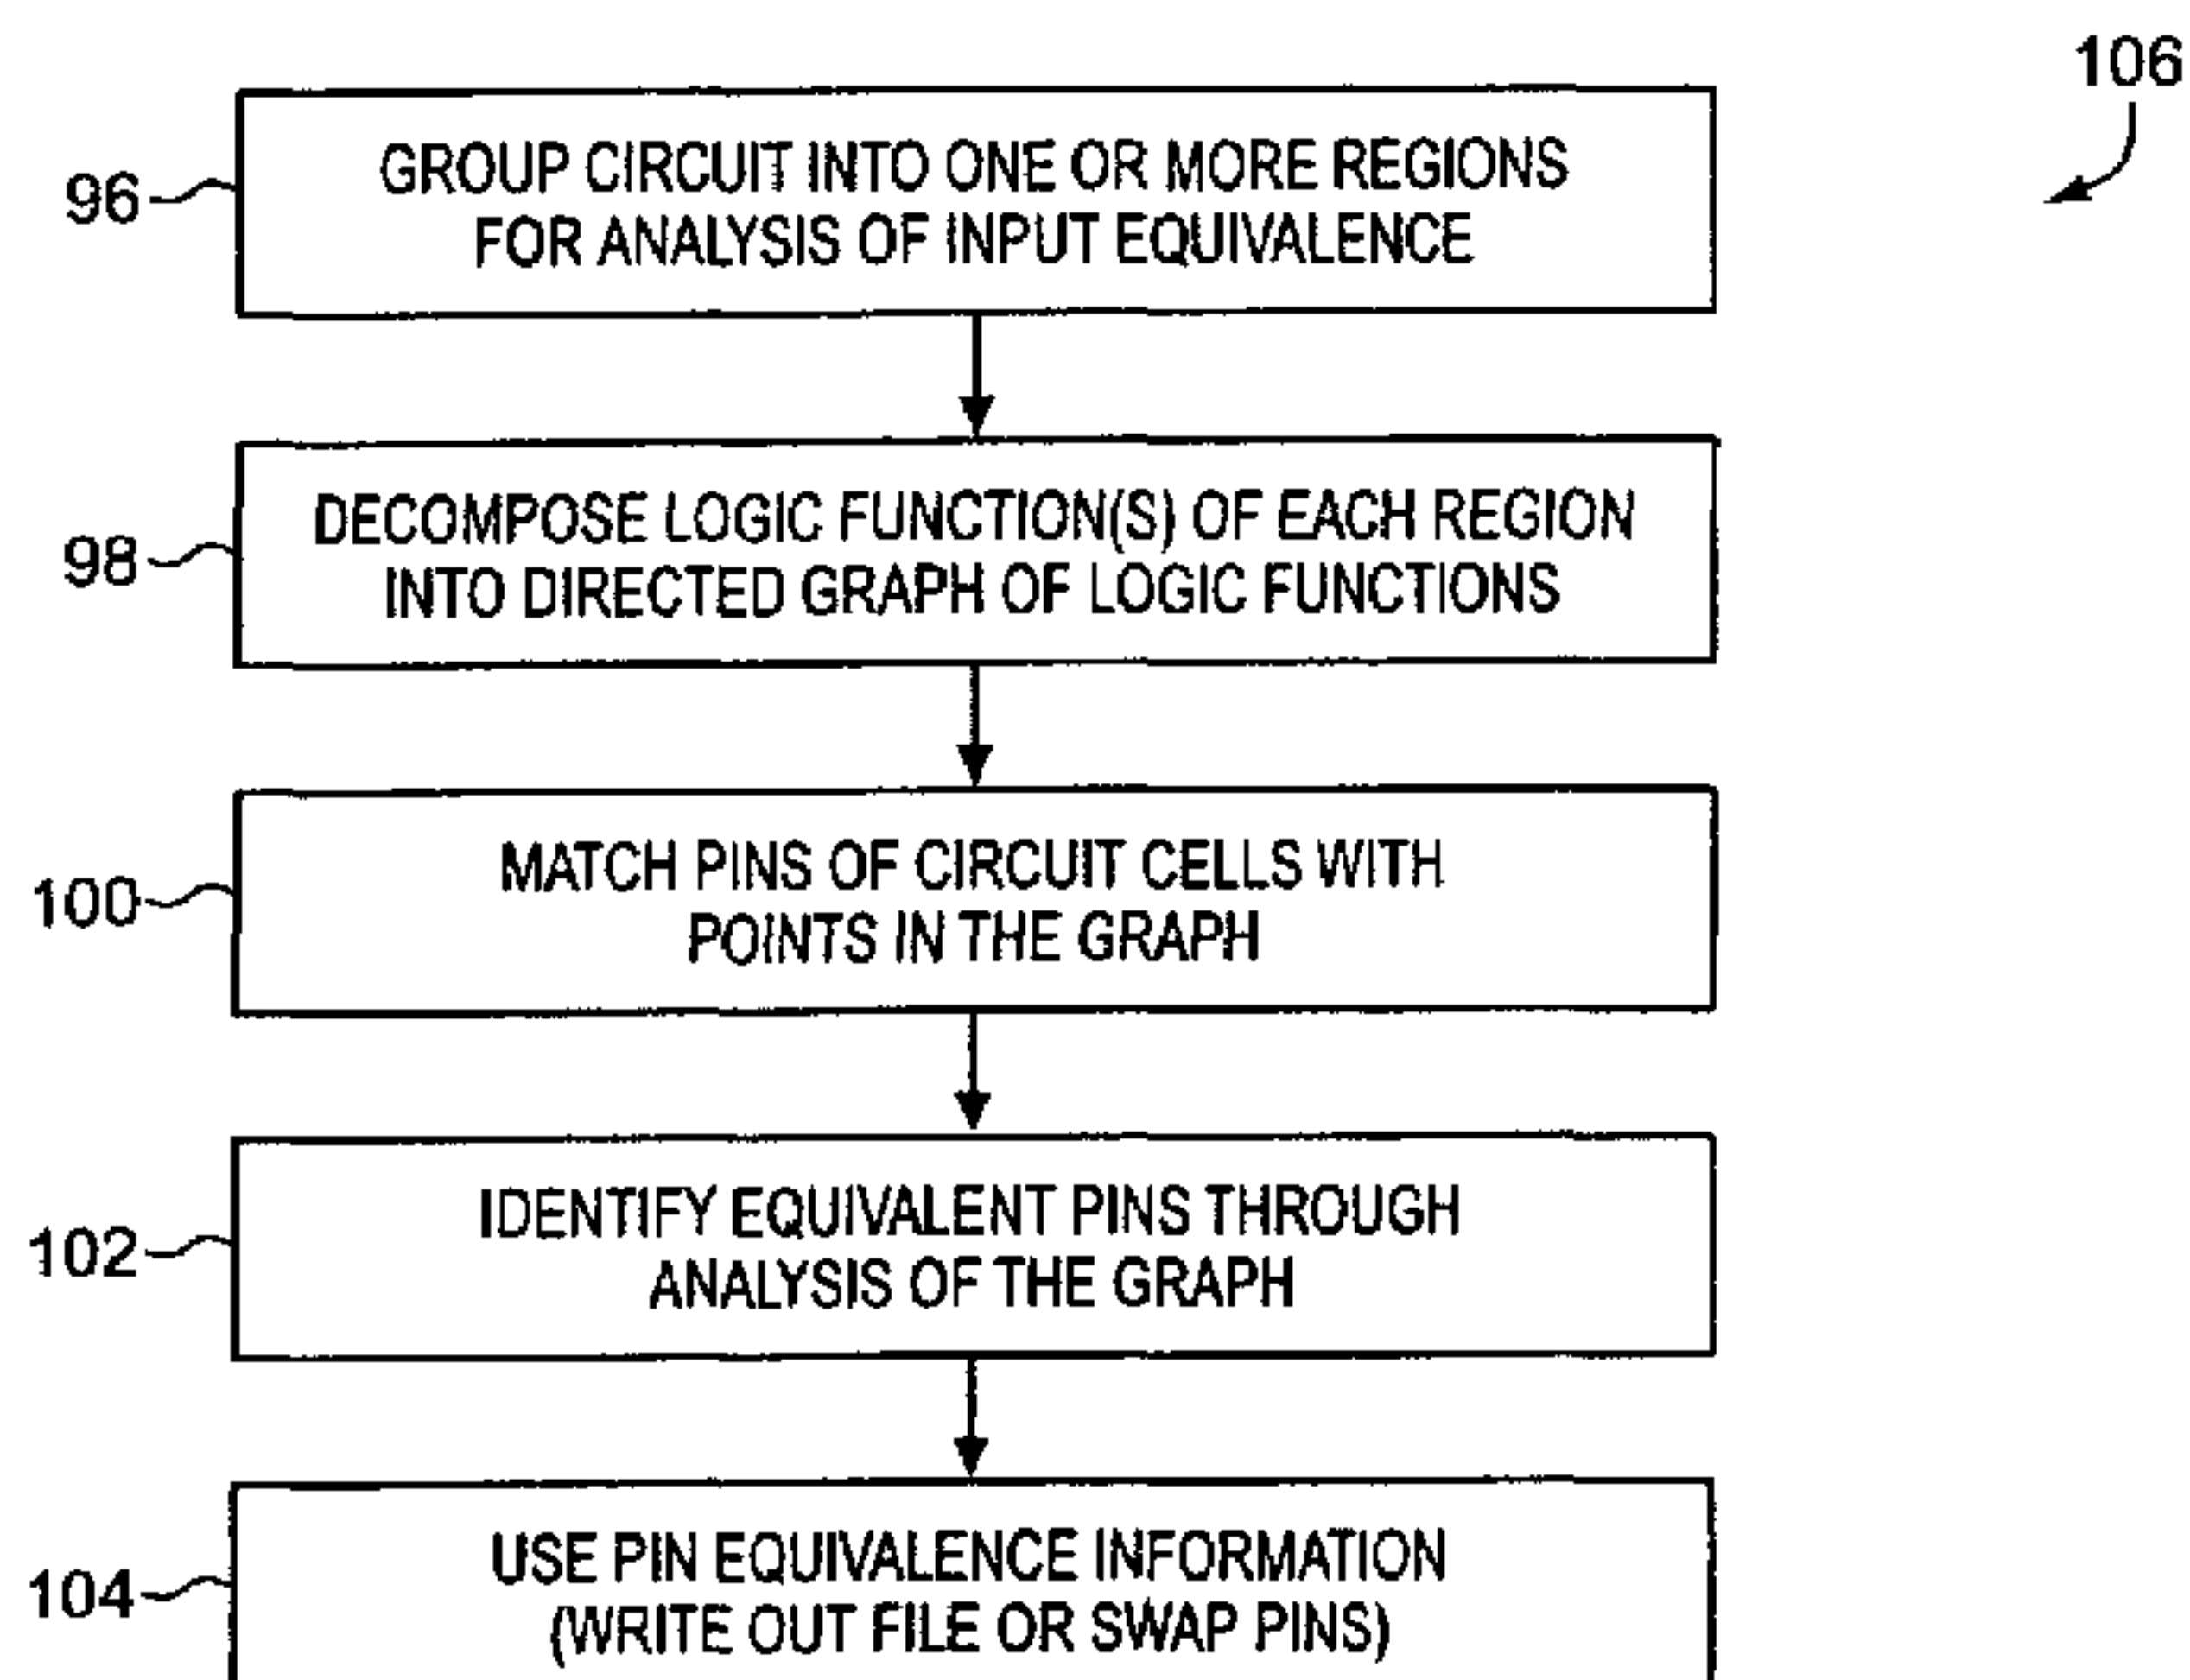 106
96
GROUP CIRCUIT INTO ONE OR MORE REGIONS
FOR ANALYSIS OF INPUT EQUIVALENCE
98
DECOMPOSE LOGIC FUNCTION(S) OF EACH REGION
INTO DIRECTED GRAPH OF LOGIC FUNCTIONS
100
MATCH PINS OF CIRCUIT CELLS WITH
POINTS IN THE GRAPH
102
IDENTIFY EQUIVALENT PINS THROUGH
ANALYSIS OF THE GRAPH
104
USE PIN EQUIVALENCE INFORMATION
(WRITE OUT FILE OR SWAP PINS)